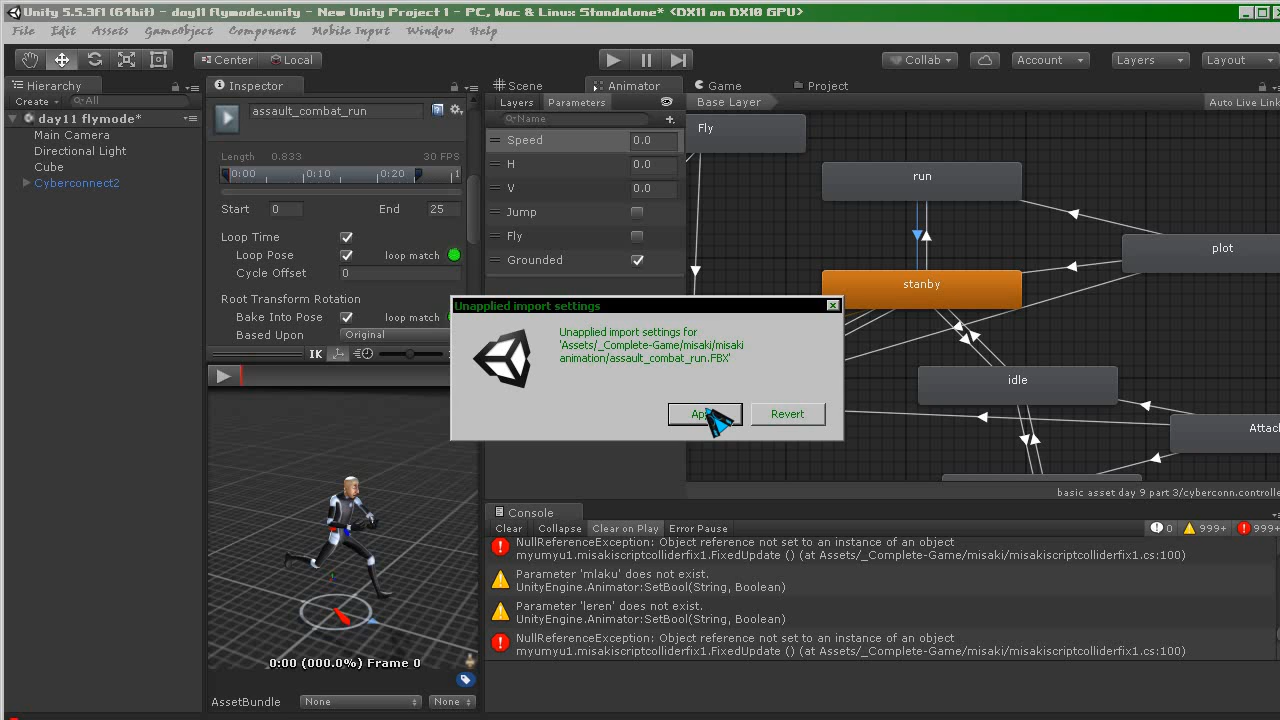 Unity 5.5.3f1 (64bit) - day11 flymode.unity - New Unity Project 1 - PC, Mac & Linux Standalone* <DX11 on DX10 GPU>
File Edit Assets GameObject Component Mobile Input Window Help
Center Local Collab Account Layers Layout
Hierarchy
Create All
day11 flymode*
Main Camera
Directional Light
Cube
Cyberconnect2
Inspector
assault_combat_run
Length 0.833 30 FPS
0:00 0:10 0:20 1
Start 0 End 25
Loop Time
Loop Pose loop match
Cycle Offset 0
Root Transform Rotation
Bake Into Pose loop match
Based Upon Original
IK
0:00 (000.0%) Frame 0
AssetBundle None None
Scene Animator Game Project
Layers Parameters Base Layer Auto Live Link
Name
Speed 0.0
H 0.0
V 0.0
Jump
Fly
Grounded
Fly
run
plot
stanby
idle
Attac
basic asset day 9 part 3/cyberconn.controlle
Unapplied import settings
Unapplied import settings for
'Assets/_Complete-Game/misaki/misaki
animation/assault_combat_run.FBX'
Ap Revert
Console
Clear Collapse Clear on Play Error Pause 0 999+ 999+
NullReferenceException: Object reference not set to an instance of an object
myumyu1.misakiscriptcolliderfix1.FixedUpdate () (at Assets/_Complete-Game/misaki/misakiscriptcolliderfix1.cs:100)
Parameter 'mlaku' does not exist.
UnityEngine.Animator:SetBool(String, Boolean)
Parameter 'leren' does not exist.
UnityEngine.Animator:SetBool(String, Boolean)
NullReferenceException: Object reference not set to an instance of an object
myumyu1.misakiscriptcolliderfix1.FixedUpdate () (at Assets/_Complete-Game/misaki/misakiscriptcolliderfix1.cs:100)